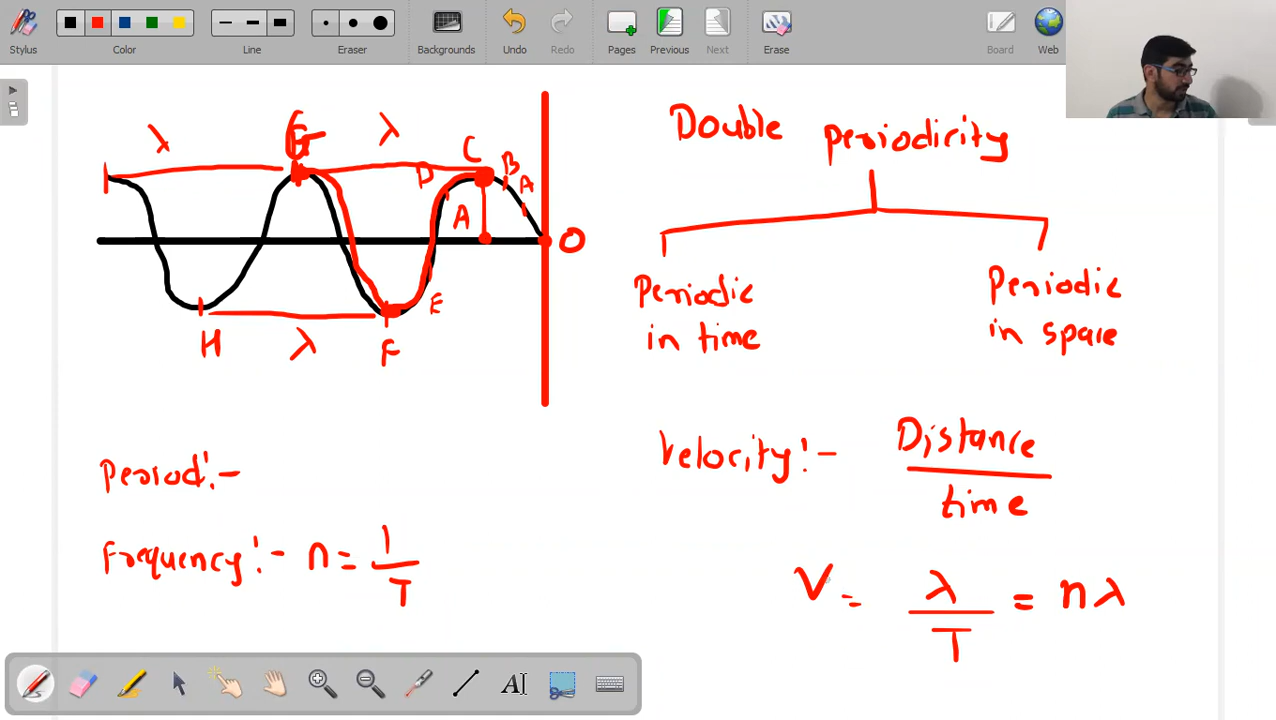 Stylus
Color
Line
Eraser
Backgrounds
Undo
Redo
Pages
Previous
Next
Erase
Board
Web
λ
λ
G
C
B
A
D
A
O
E
H
λ
F
Double periodicity
Periodic
in time
Periodic
in space
Period:-
Frequency:- n = 1/T
Velocity:- Distance
time
V = λ/T = nλ